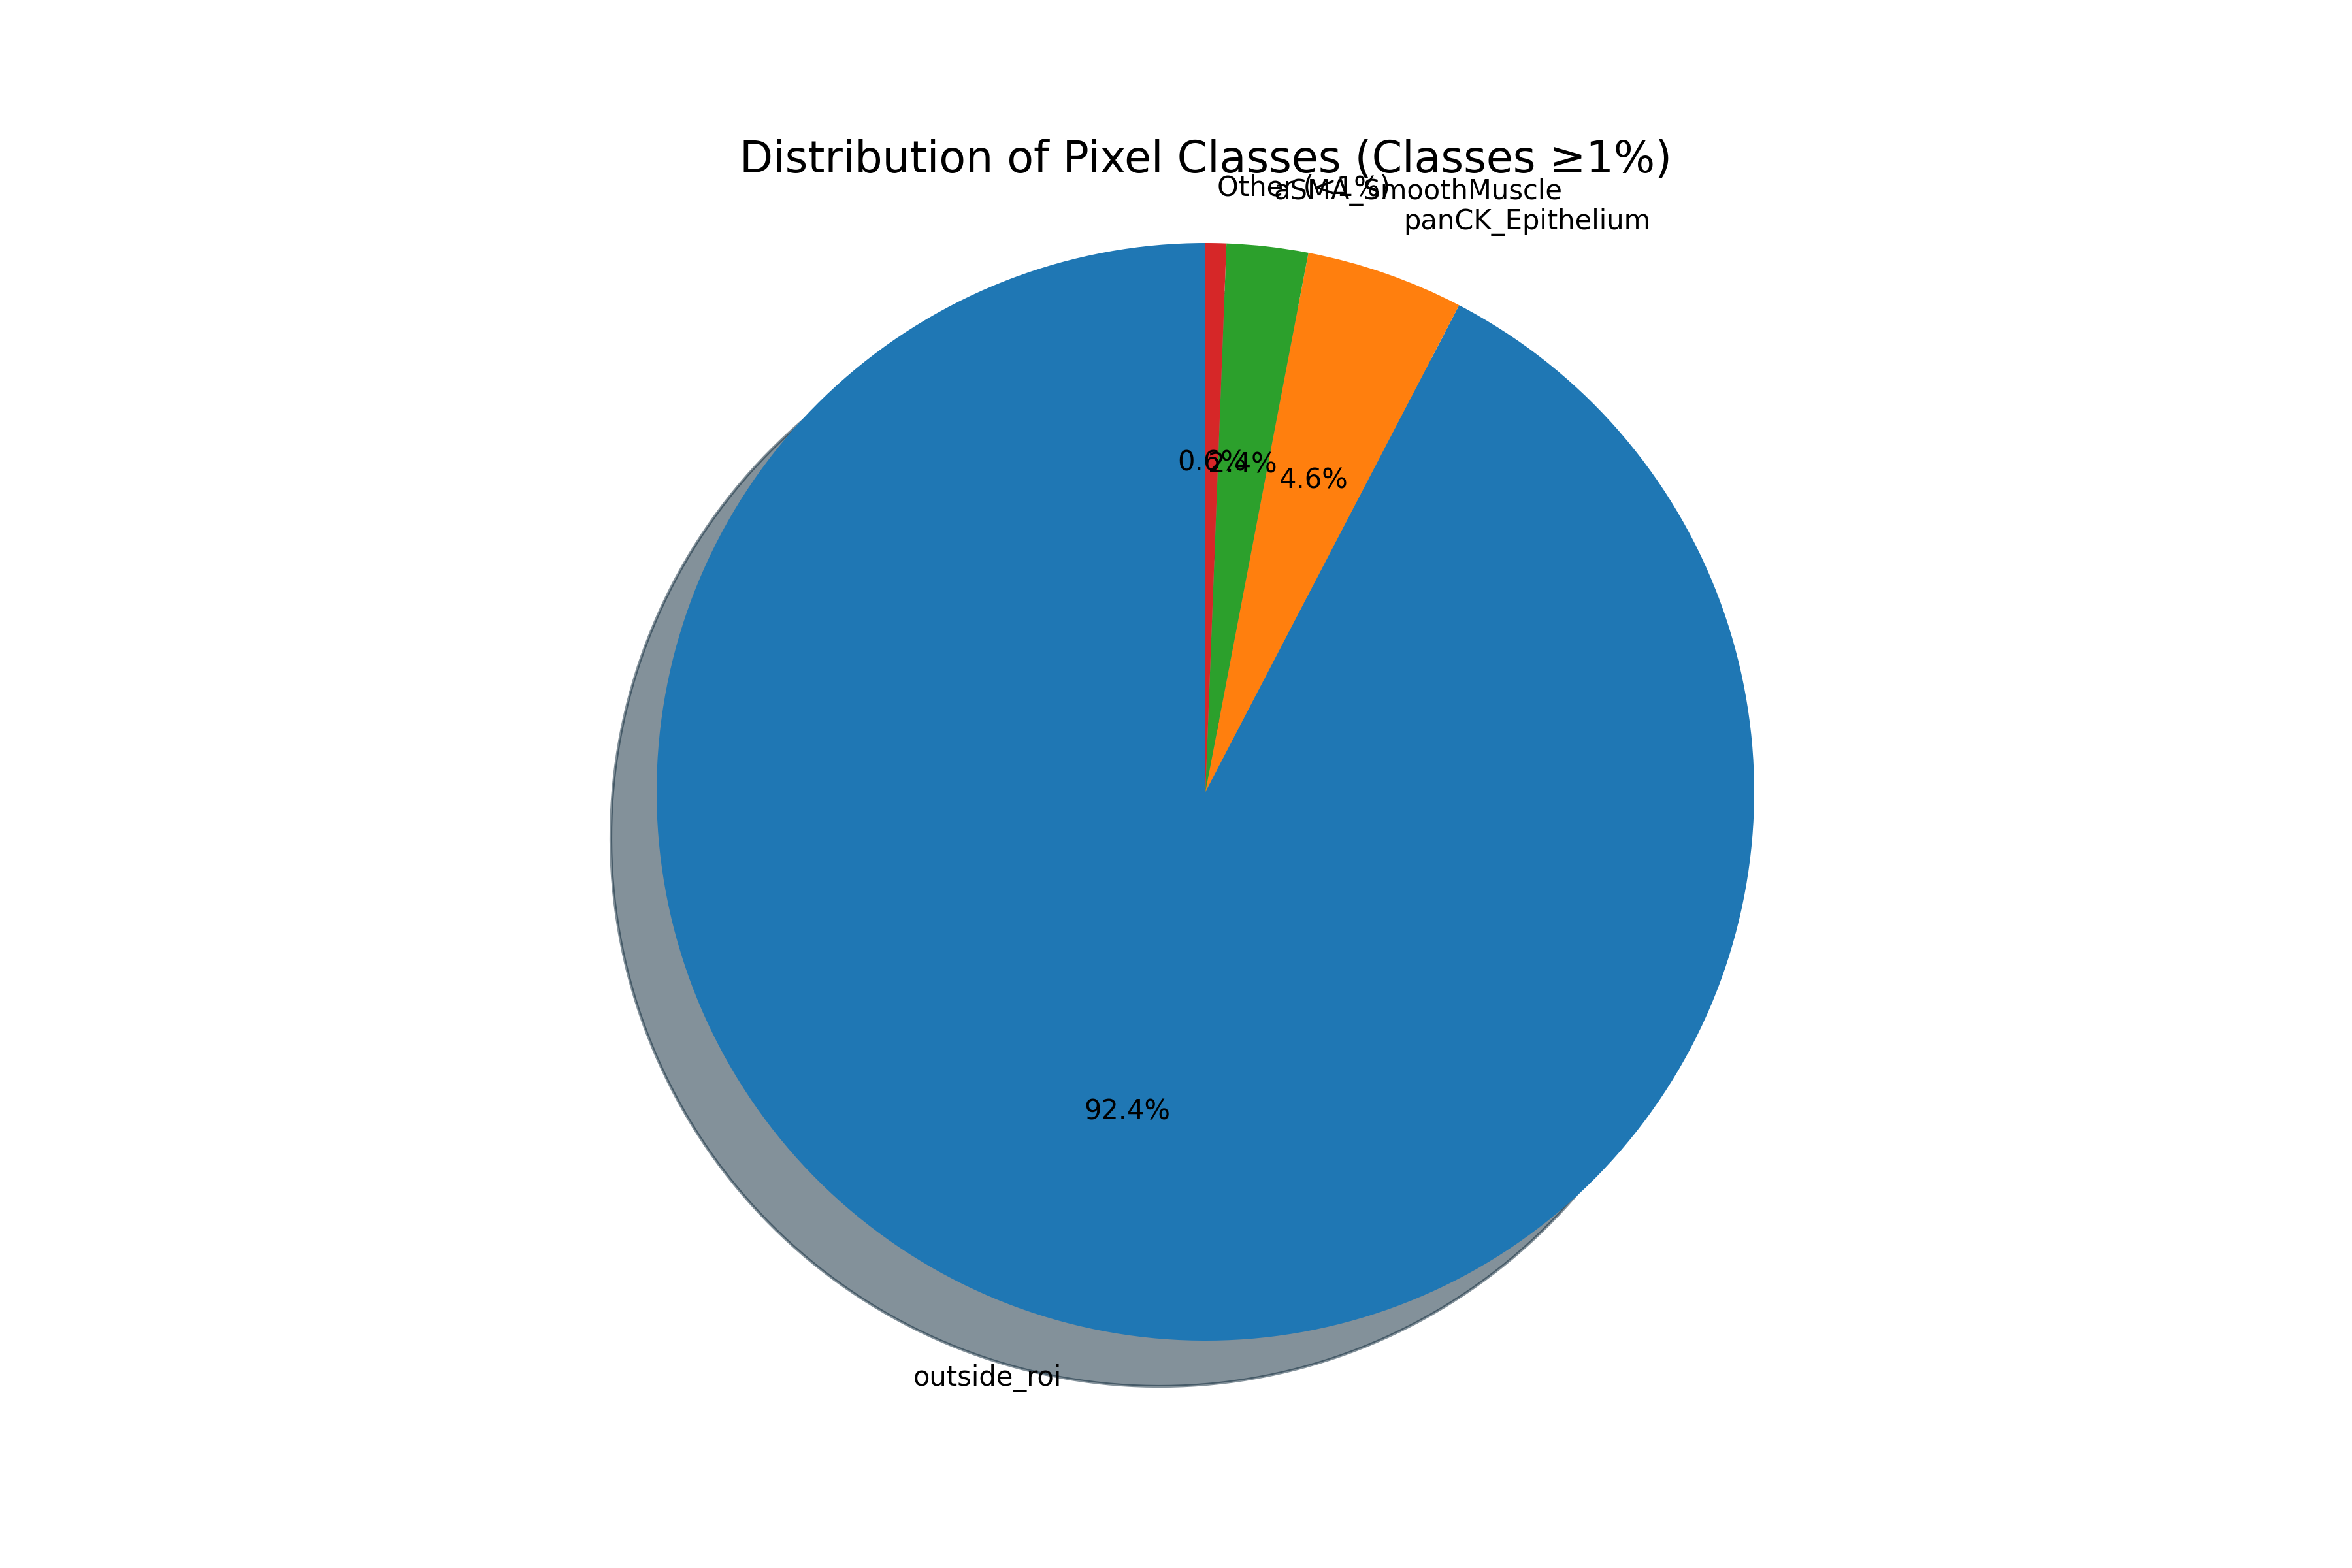 Distribution of Pixel Classes (Classes ≥1%)
Other (<1%)
aSMA_SmoothMuscle
panCK_Epithelium
0.6%
2.4%
4.6%
92.4%
outside_roi